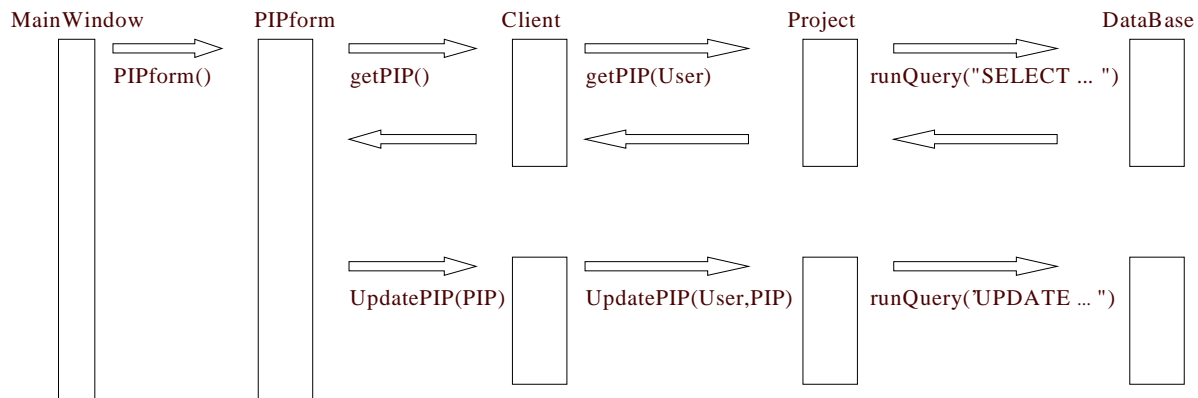 MainWindow PIPform Client Project DataBase
PIPform() getPIP() getPIP(User) runQuery("SELECT ... ")
UpdatePIP(PIP) UpdatePIP(User,PIP) runQuery("UPDATE ... ")